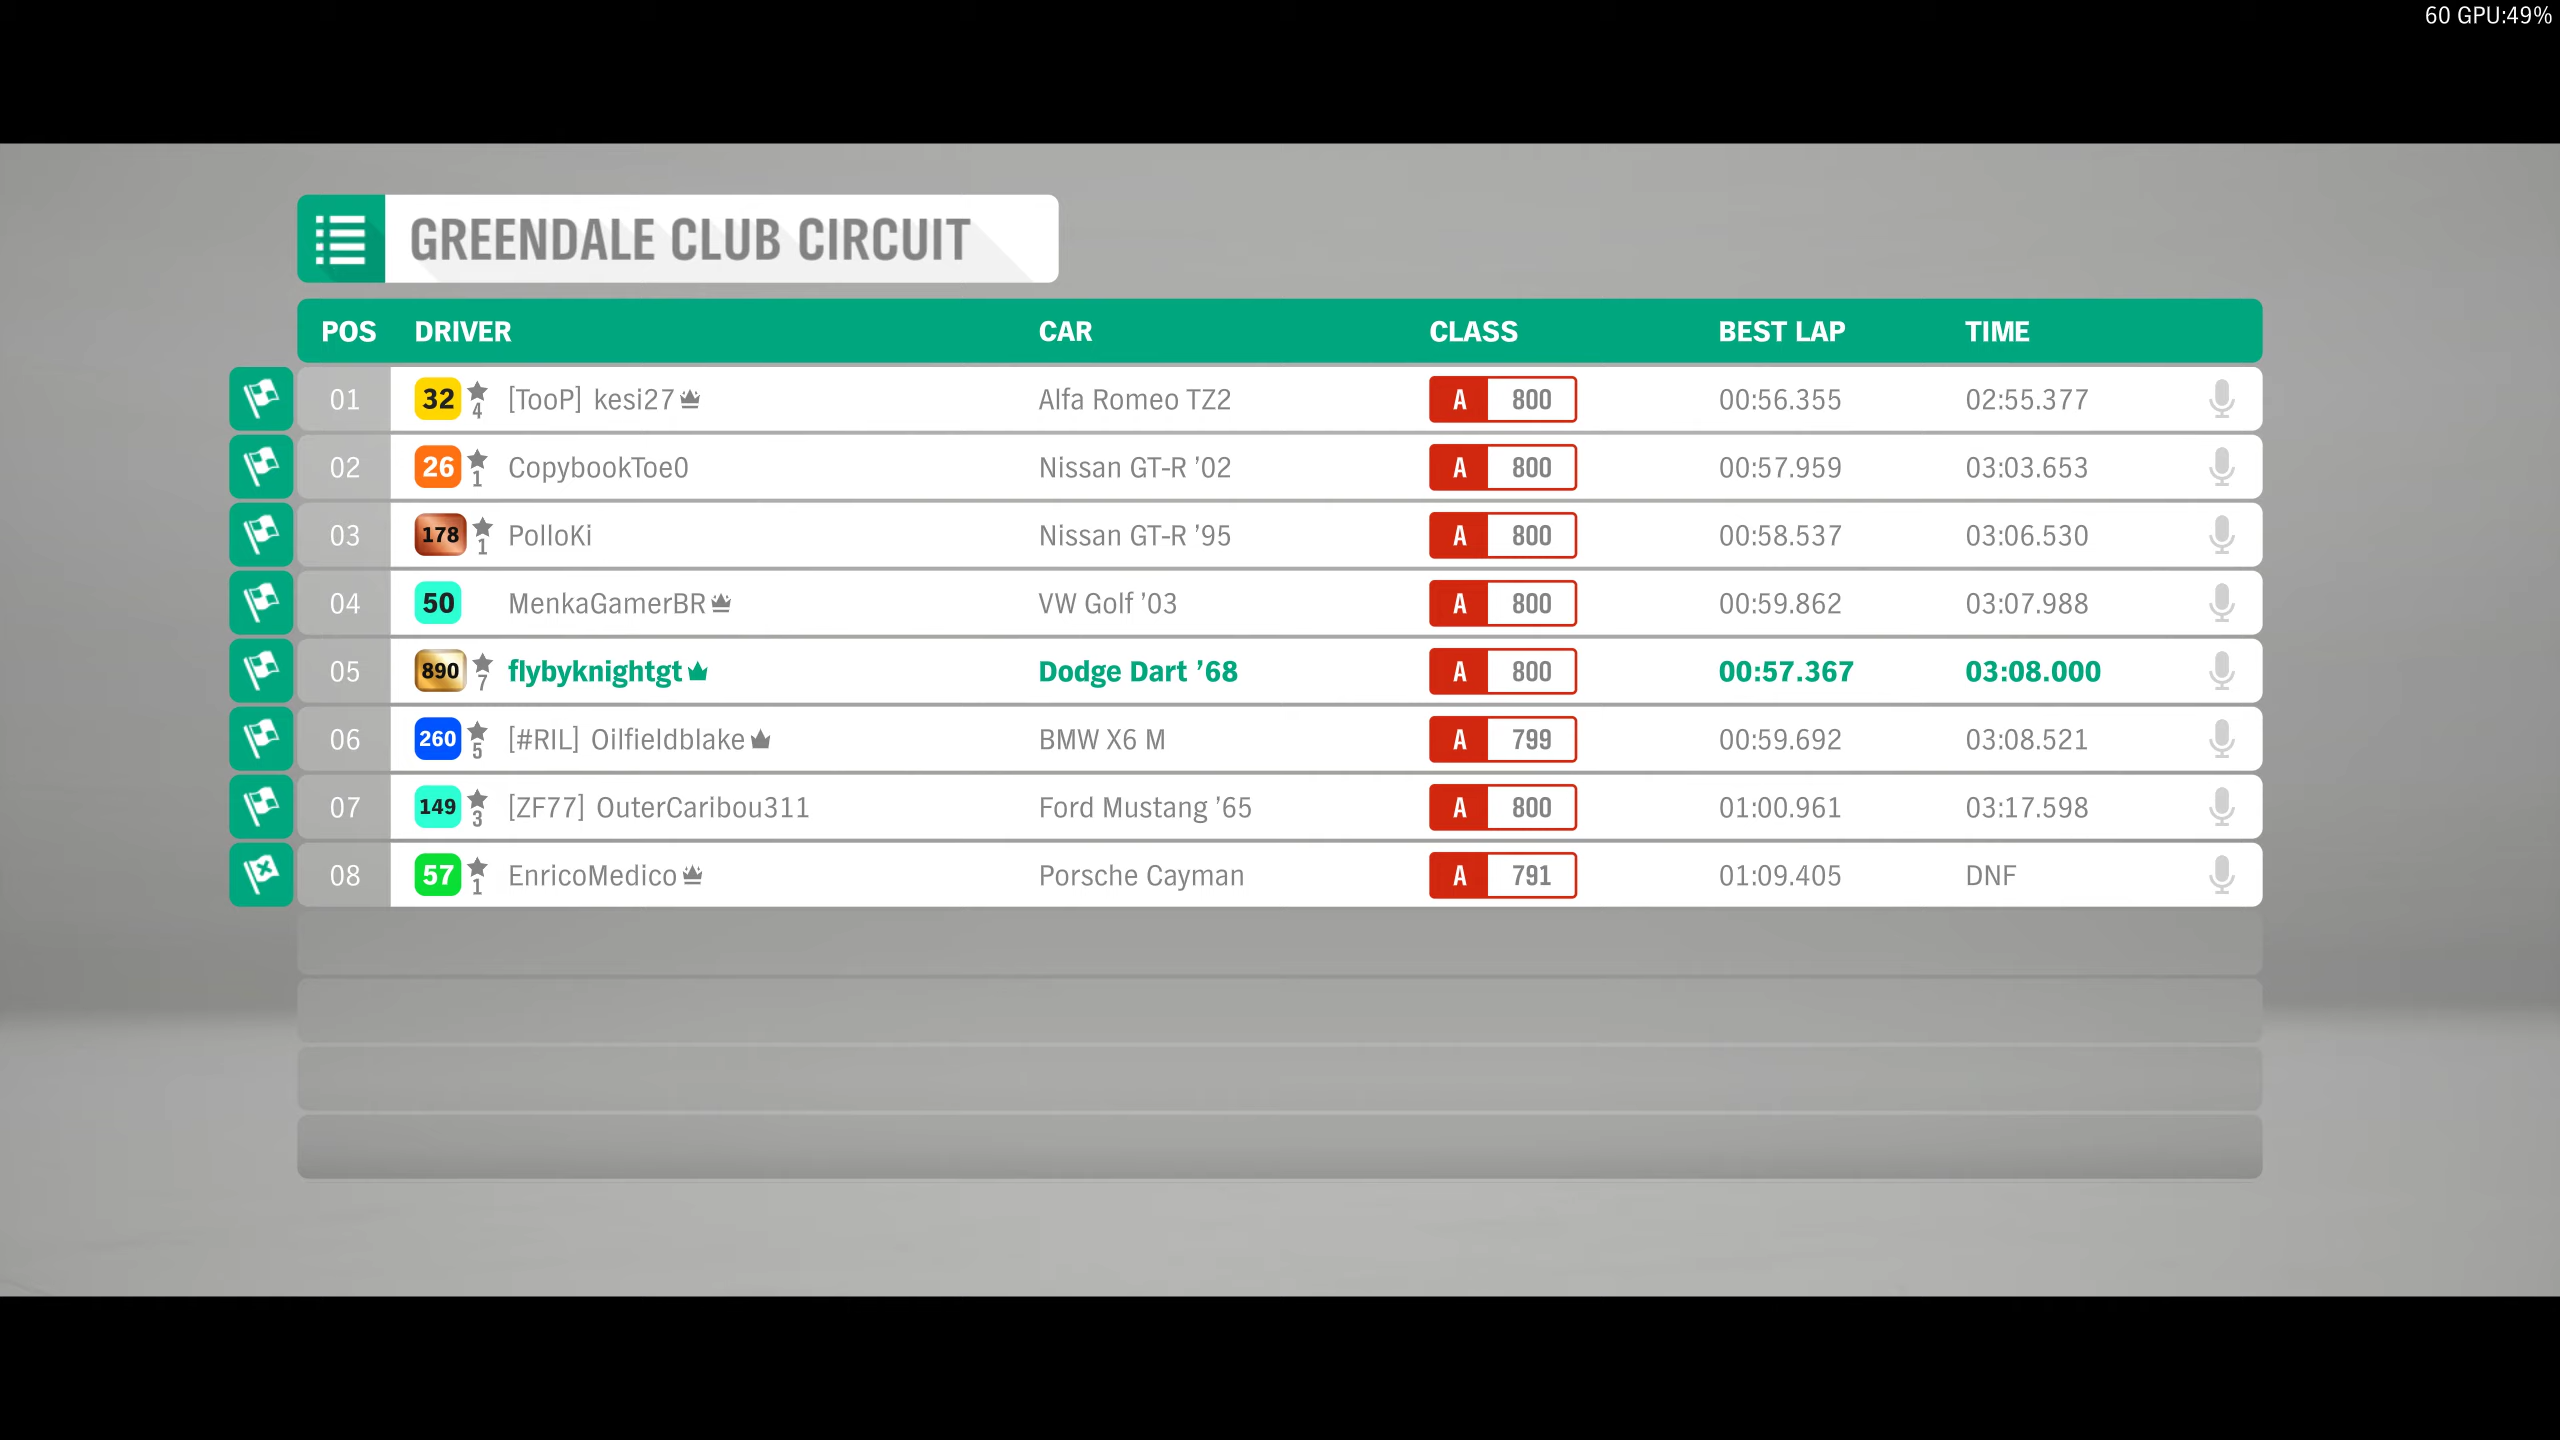 60 GPU:49%
GREENDALE CLUB CIRCUIT
POS DRIVER CAR CLASS BEST LAP TIME
01 32 4 [TooP] kesi27 Alfa Romeo TZ2 A 800 00:56.355 02:55.377
02 26 1 CopybookToe0 Nissan GT-R ’02 A 800 00:57.959 03:03.653
03 178 1 PolloKi Nissan GT-R ’95 A 800 00:58.537 03:06.530
04 50 MenkaGamerBR VW Golf ’03 A 800 00:59.862 03:07.988
05 890 7 flybyknightgt Dodge Dart ’68 A 800 00:57.367 03:08.000
06 260 5 [#RIL] Oilfieldblake BMW X6 M A 799 00:59.692 03:08.521
07 149 3 [ZF77] OuterCaribou311 Ford Mustang ’65 A 800 01:00.961 03:17.598
08 57 1 EnricoMedico Porsche Cayman A 791 01:09.405 DNF